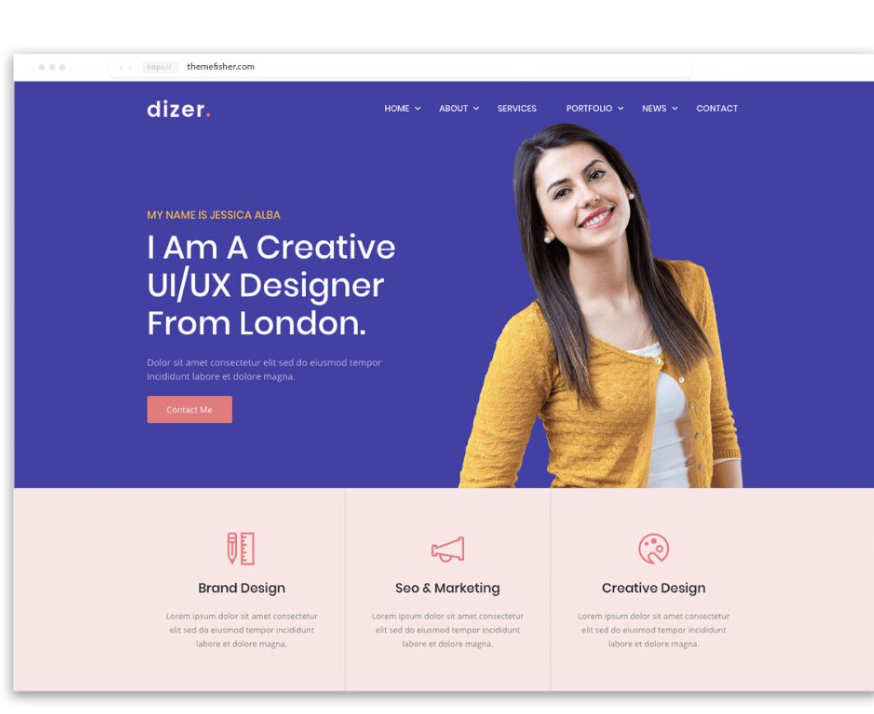 https://
themefisher.com
dizer.
HOME ABOUT SERVICES PORTFOLIO NEWS CONTACT
MY NAME IS JESSICA ALBA
I Am A Creative
UI/UX Designer
From London.
Dolor sit amet consectetur elit sed do eiusmod tempor
incididunt labore et dolore magna.
Contact Me
Brand Design
Lorem ipsum dolor sit amet consectetur
elit sed do eiusmod tempor incididunt
labore et dolore magna.
Seo & Marketing
Lorem ipsum dolor sit amet consectetur
elit sed do eiusmod tempor incididunt
labore et dolore magna.
Creative Design
Lorem ipsum dolor sit amet consectetur
elit sed do eiusmod tempor incididunt
labore et dolore magna.